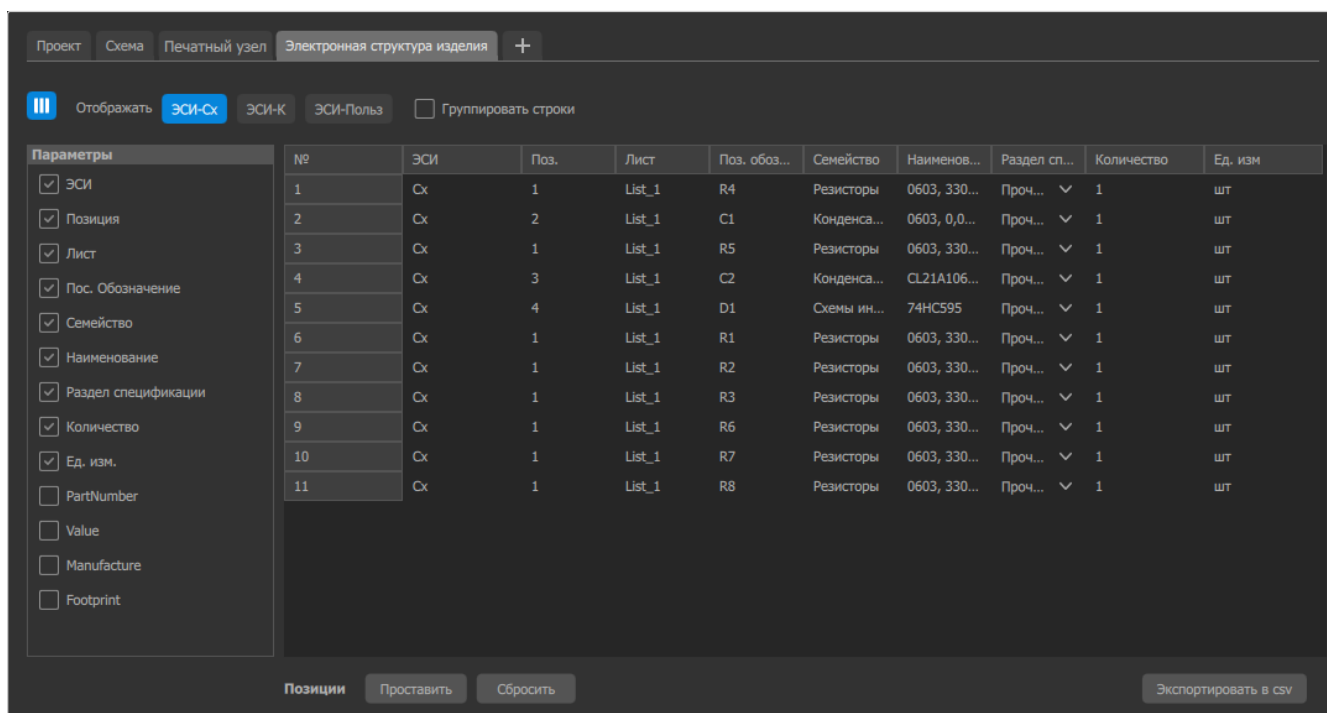 Проект Схема Печатный узел Электронная структура изделия +
Отображать ЭСИ-Сх ЭСИ-К ЭСИ-Польз Группировать строки
Параметры
ЭСИ
Позиция
Лист
Пос. Обозначение
Семейство
Наименование
Раздел спецификации
Количество
Ед. изм.
PartNumber
Value
Manufacture
Footprint
№ ЭСИ Поз. Лист Поз. обоз... Семейство Наименов... Раздел сп... Количество Ед. изм
1 Сх 1 List_1 R4 Резисторы 0603, 330... Проч... 1 шт
2 Сх 2 List_1 C1 Конденса... 0603, 0,0... Проч... 1 шт
3 Сх 1 List_1 R5 Резисторы 0603, 330... Проч... 1 шт
4 Сх 3 List_1 C2 Конденса... CL21A106... Проч... 1 шт
5 Сх 4 List_1 D1 Схемы ин... 74HC595 Проч... 1 шт
6 Сх 1 List_1 R1 Резисторы 0603, 330... Проч... 1 шт
7 Сх 1 List_1 R2 Резисторы 0603, 330... Проч... 1 шт
8 Сх 1 List_1 R3 Резисторы 0603, 330... Проч... 1 шт
9 Сх 1 List_1 R6 Резисторы 0603, 330... Проч... 1 шт
10 Сх 1 List_1 R7 Резисторы 0603, 330... Проч... 1 шт
11 Сх 1 List_1 R8 Резисторы 0603, 330... Проч... 1 шт
Позиции Проставить Сбросить Экспортировать в csv